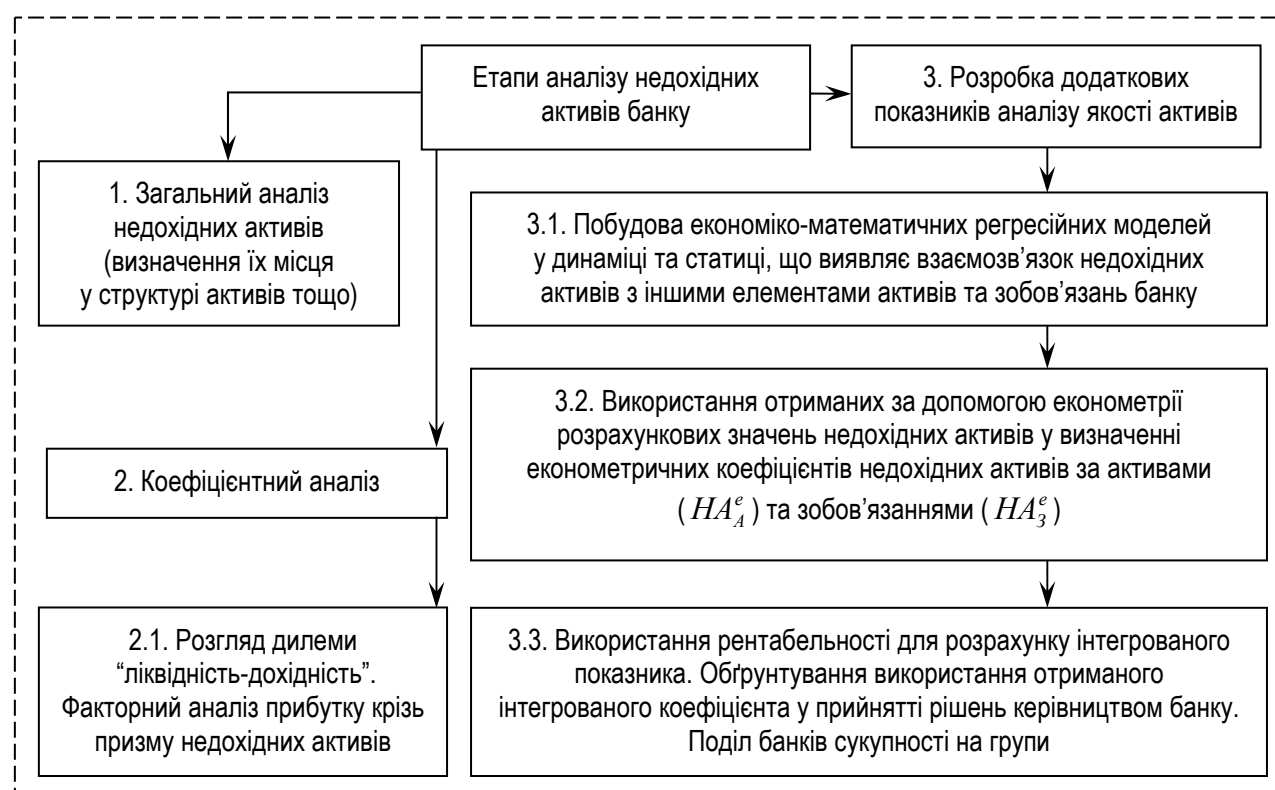 Етапи аналізу недохідних
активів банку
3. Розробка додаткових
показників аналізу якості активів
1. Загальний аналіз
недохідних активів
(визначення їх місця
у структурі активів тощо)
3.1. Побудова економіко-математичних регресійних моделей
у динаміці та статиці, що виявляє взаємозв’язок недохідних
активів з іншими елементами активів та зобов’язань банку
2. Коефіцієнтний аналіз
3.2. Використання отриманих за допомогою економетрії
розрахункових значень недохідних активів у визначенні
економетричних коефіцієнтів недохідних активів за активами
( НА_А^е ) та зобов’язаннями ( НА_З^е )
2.1. Розгляд дилеми
“ліквідність-дохідність”.
Факторний аналіз прибутку крізь
призму недохідних активів
3.3. Використання рентабельності для розрахунку інтегрованого
показника. Обґрунтування використання отриманого
інтегрованого коефіцієнта у прийнятті рішень керівництвом банку.
Поділ банків сукупності на групи